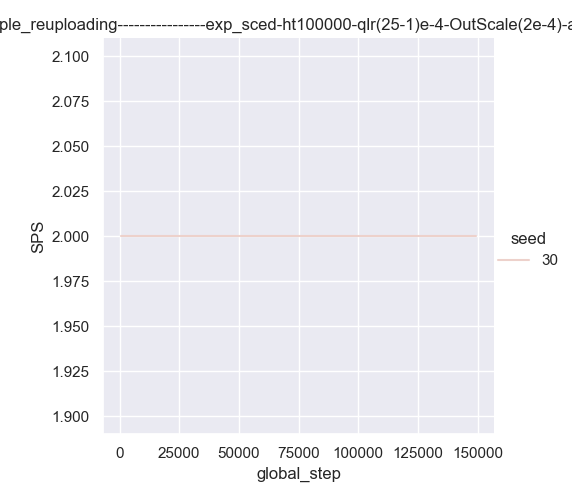 ple_reuploading----------------exp_sced-ht100000-qlr(25-1)e-4-OutScale(2e-4)-a
2.100
2.075
2.050
2.025
2.000
1.975
1.950
1.925
1.900
SPS
0 25000 50000 75000 100000 125000 150000
global_step
seed
30